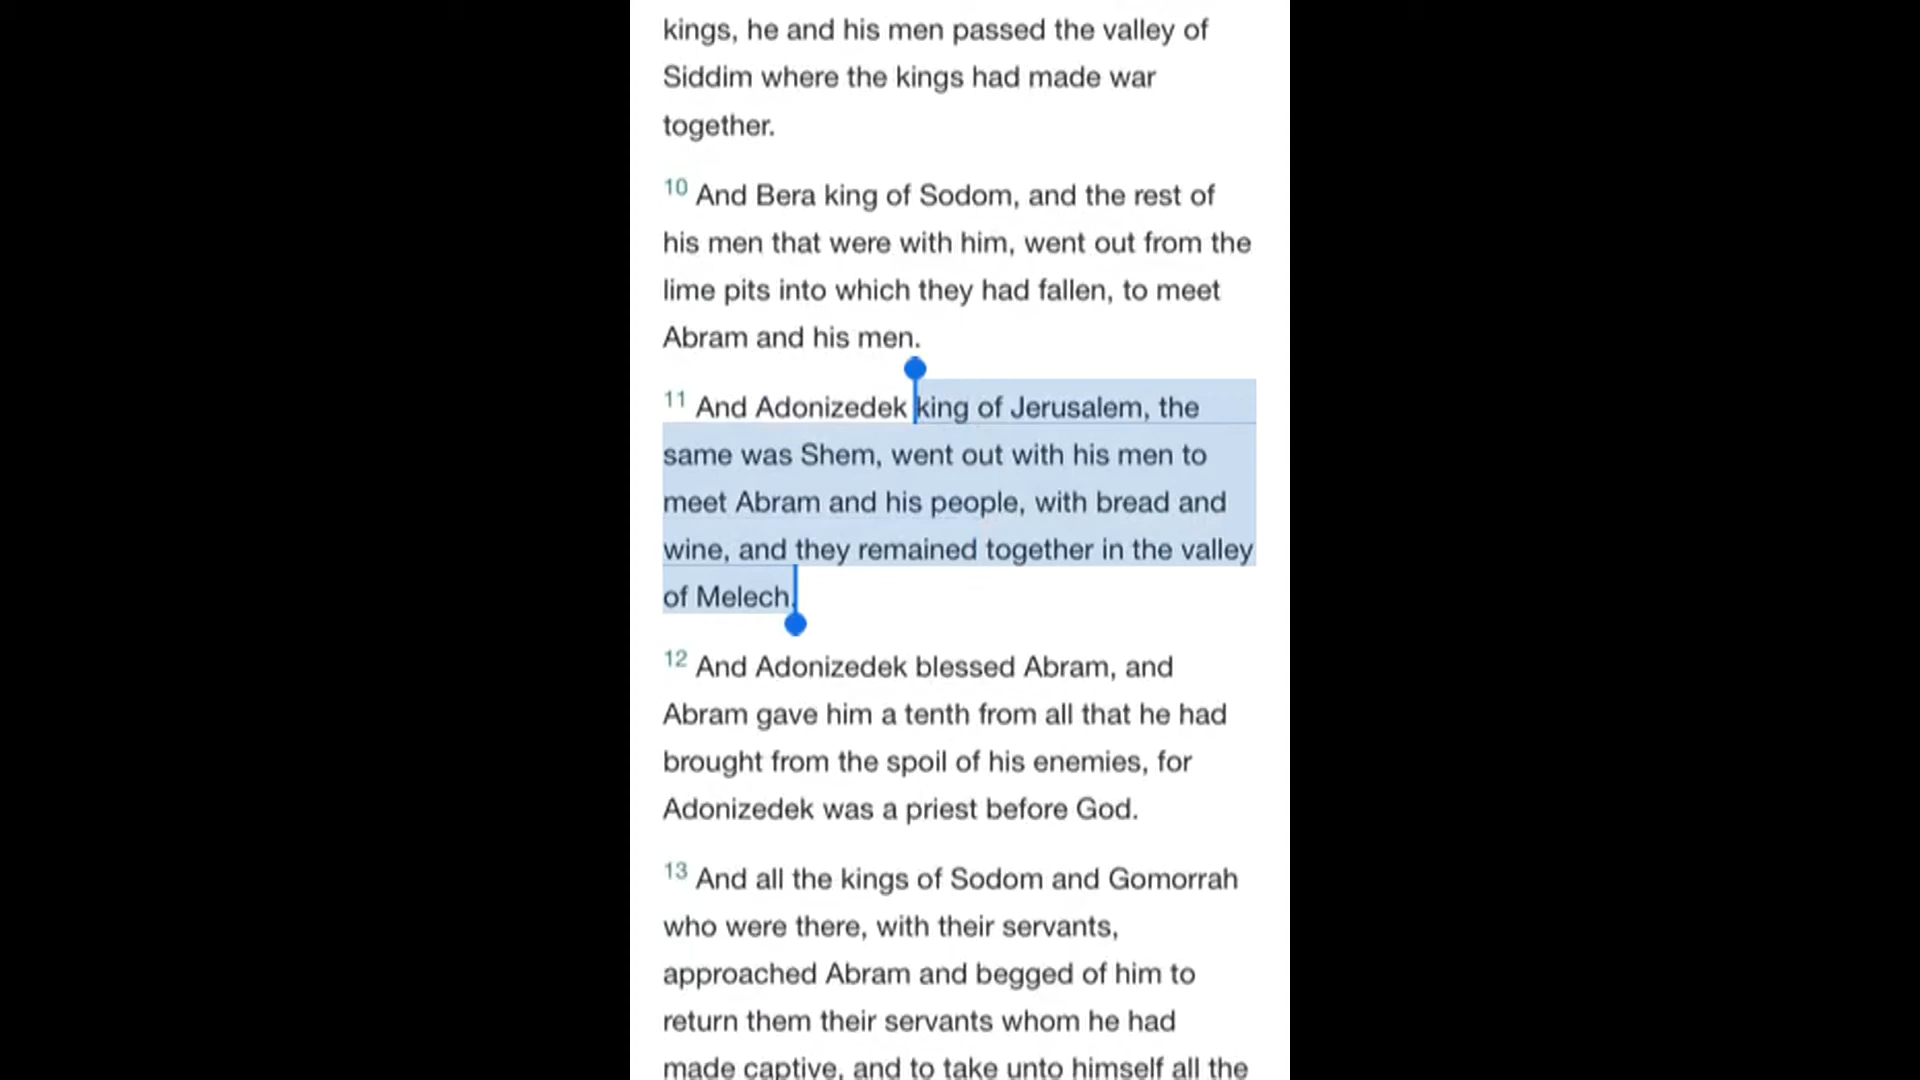 kings, he and his men passed the valley of
Siddim where the kings had made war
together.
10 And Bera king of Sodom, and the rest of
his men that were with him, went out from the
lime pits into which they had fallen, to meet
Abram and his men.
11 And Adonizedek king of Jerusalem, the
same was Shem, went out with his men to
meet Abram and his people, with bread and
wine, and they remained together in the valley
of Melech.
12 And Adonizedek blessed Abram, and
Abram gave him a tenth from all that he had
brought from the spoil of his enemies, for
Adonizedek was a priest before God.
13 And all the kings of Sodom and Gomorrah
who were there, with their servants,
approached Abram and begged of him to
return them their servants whom he had
made captive, and to take unto himself all the